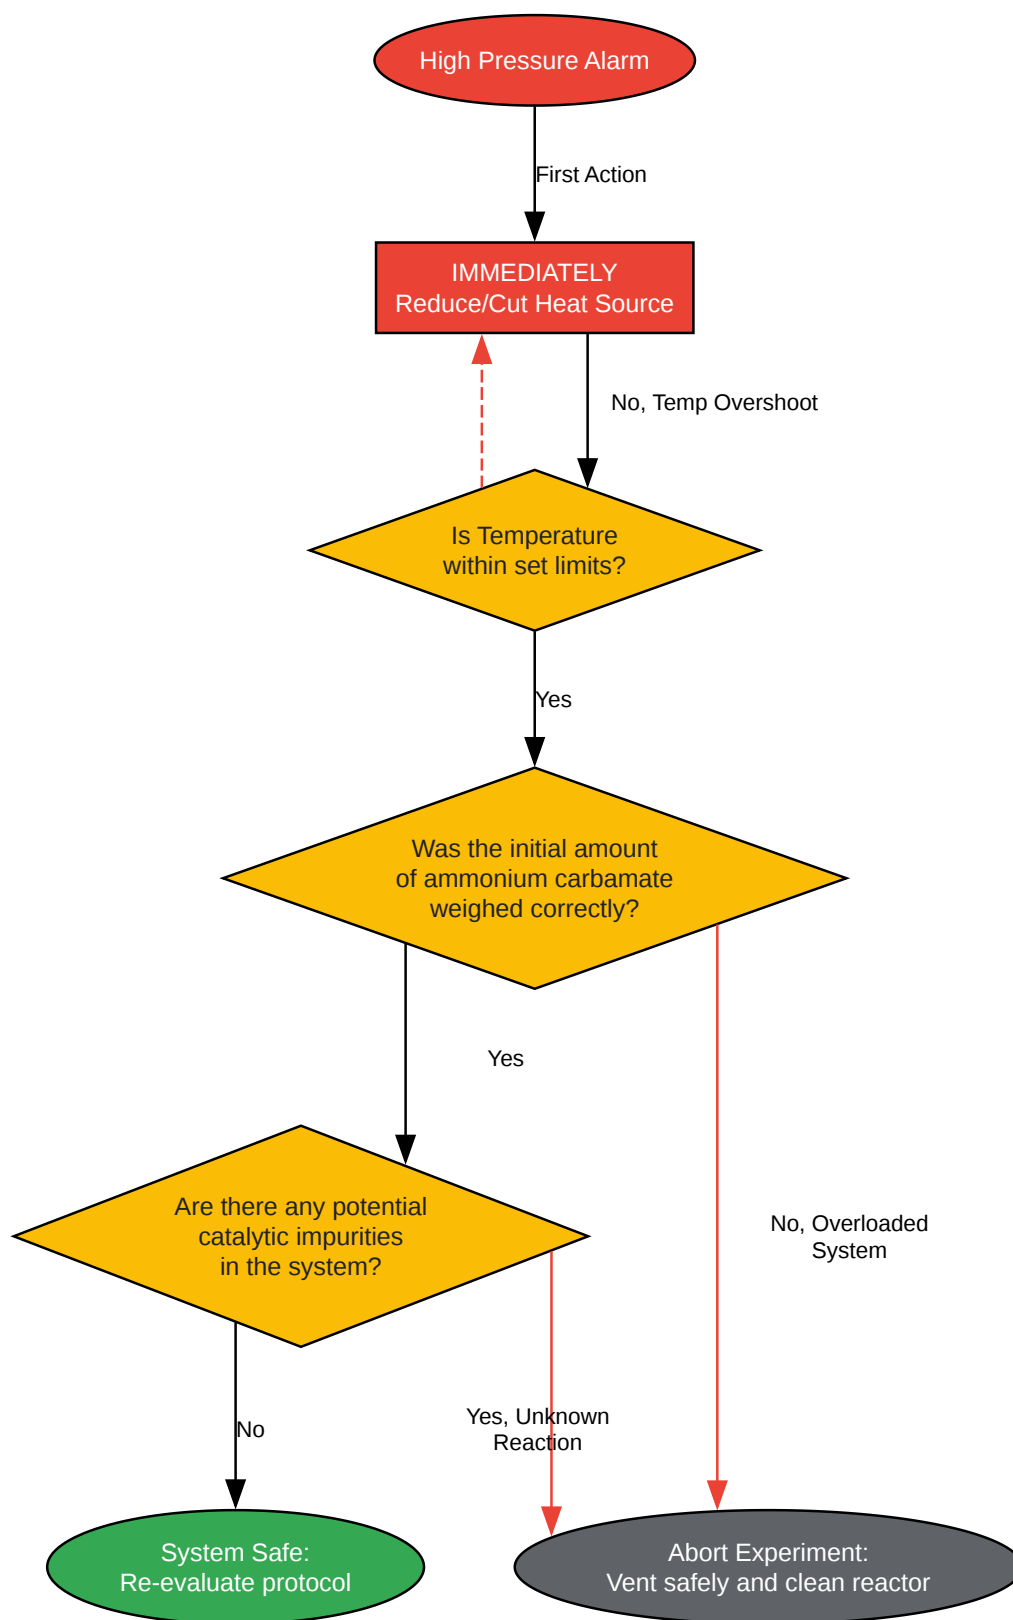 High Pressure Alarm
First Action
IMMEDIATELY
Reduce/Cut Heat Source
No, Temp Overshoot
Is Temperature
within set limits?
Yes
Was the initial amount
of ammonium carbamate
weighed correctly?
Yes
Are there any potential
catalytic impurities
in the system?
No, Overloaded
System
No
Yes, Unknown
Reaction
System Safe:
Re-evaluate protocol
Abort Experiment:
Vent safely and clean reactor